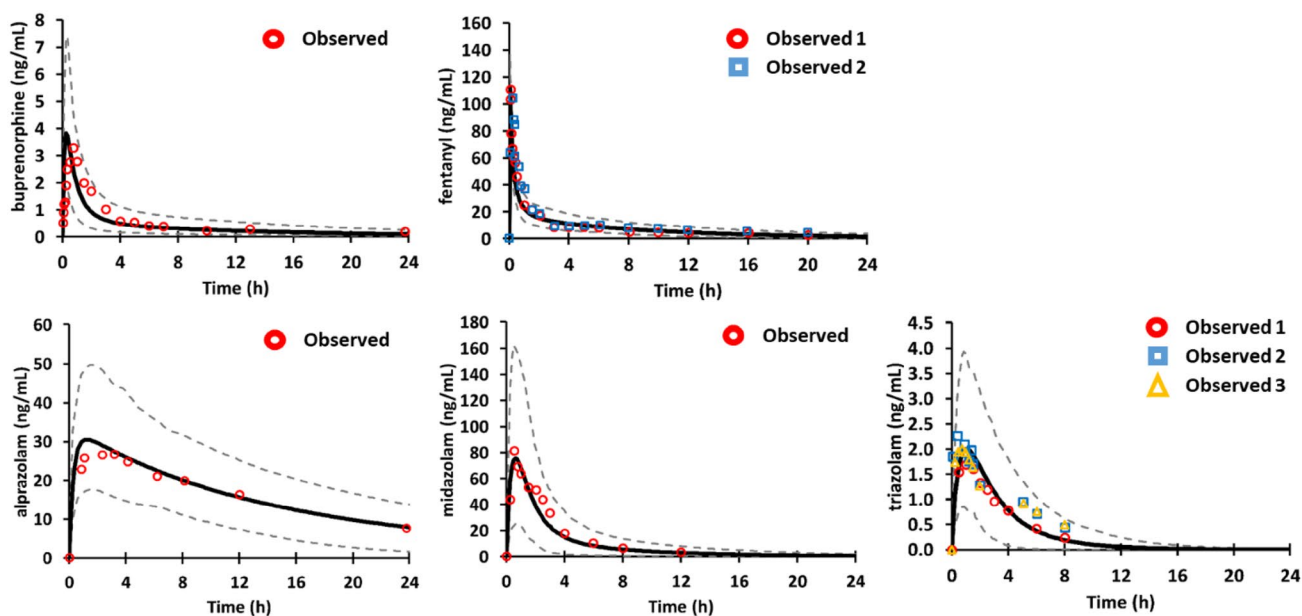 buprenorphine (ng/mL)
8
7
6
5
4
3
2
1
0
0 4 8 12 16 20 24
Time (h)
Observed
fentanyl (ng/mL)
160
140
120
100
80
60
40
20
0
0 4 8 12 16 20 24
Time (h)
Observed 1
Observed 2
alprazolam (ng/mL)
60
50
40
30
20
10
0
0 4 8 12 16 20 24
Time (h)
Observed
midazolam (ng/mL)
180
160
140
120
100
80
60
40
20
0
0 4 8 12 16 20 24
Time (h)
Observed
triazolam (ng/mL)
4.5
4.0
3.5
3.0
2.5
2.0
1.5
1.0
0.5
0.0
0 4 8 12 16 20 24
Time (h)
Observed 1
Observed 2
Observed 3